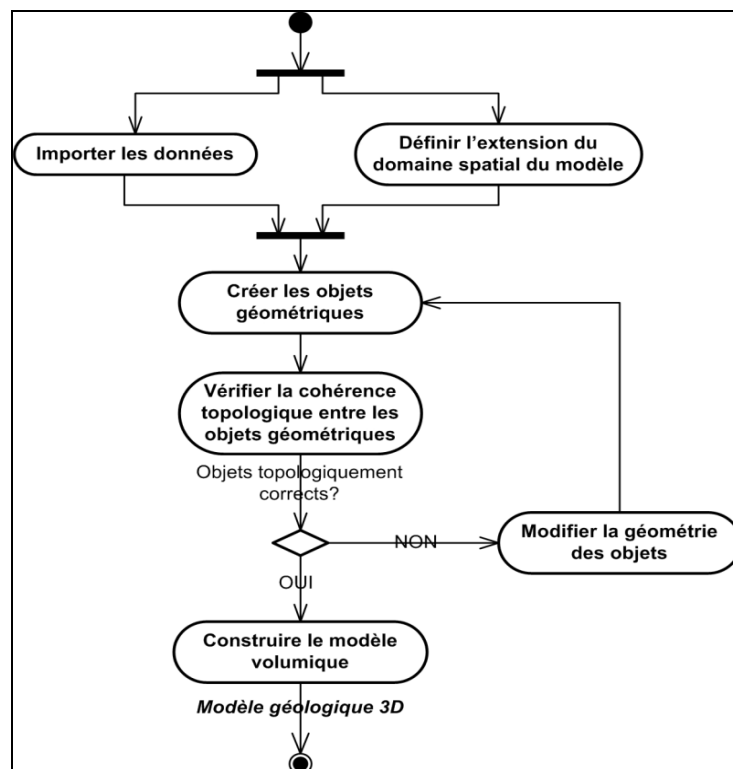 Importer les données
Définir l'extension du
domaine spatial du modèle
Créer les objets
géométriques
Vérifier la cohérence
topologique entre les
objets géométriques
Objets topologiquement
corrects?
NON
Modifier la géométrie
des objets
OUI
Construire le modèle
volumique
Modèle géologique 3D